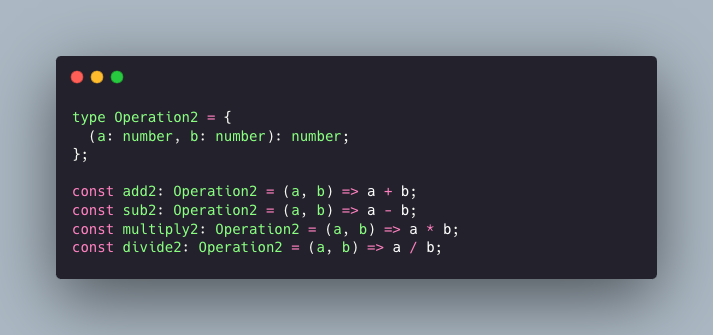 type Operation2 = {
  (a: number, b: number): number;
};

const add2: Operation2 = (a, b) => a + b;
const sub2: Operation2 = (a, b) => a - b;
const multiply2: Operation2 = (a, b) => a * b;
const divide2: Operation2 = (a, b) => a / b;